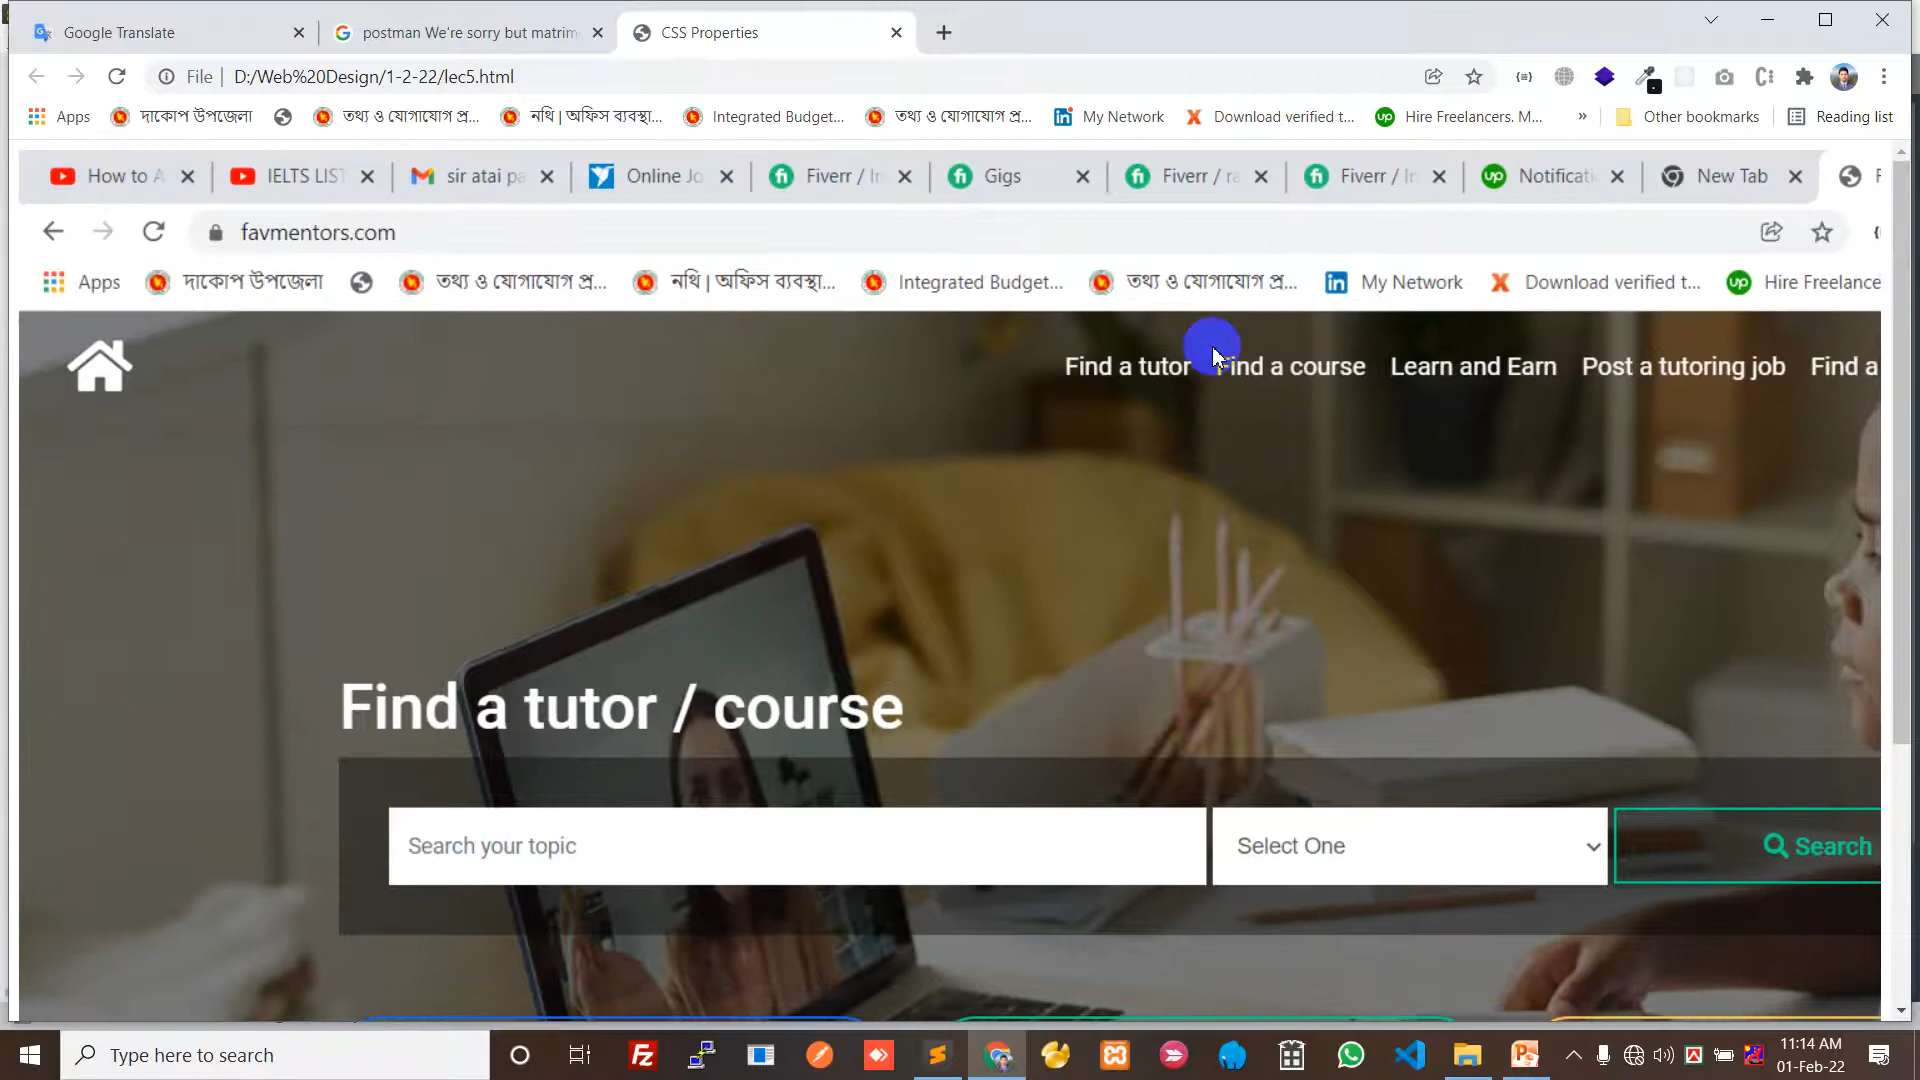 Google Translate
postman We're sorry but matrim
CSS Properties
File D:/Web%20Design/1-2-22/lec5.html
Apps দাকোপ উপজেলা তথ্য ও যোগাযোগ প্র... নথি | অফিস ব্যবস্থা... Integrated Budget... তথ্য ও যোগাযোগ প্র... My Network Download verified t... Hire Freelancers. M... » Other bookmarks Reading list
How to A IELTS LIST sir atai pa Online Jo Fiverr / In Gigs Fiverr / ra Fiverr / In Notificati New Tab
favmentors.com
Apps দাকোপ উপজেলা তথ্য ও যোগাযোগ প্র... নথি | অফিস ব্যবস্থা... Integrated Budget... তথ্য ও যোগাযোগ প্র... My Network Download verified t... Hire Freelance
Find a tutor Find a course Learn and Earn Post a tutoring job Find a
Find a tutor / course
Search your topic Select One Search
Type here to search
11:14 AM
01-Feb-22